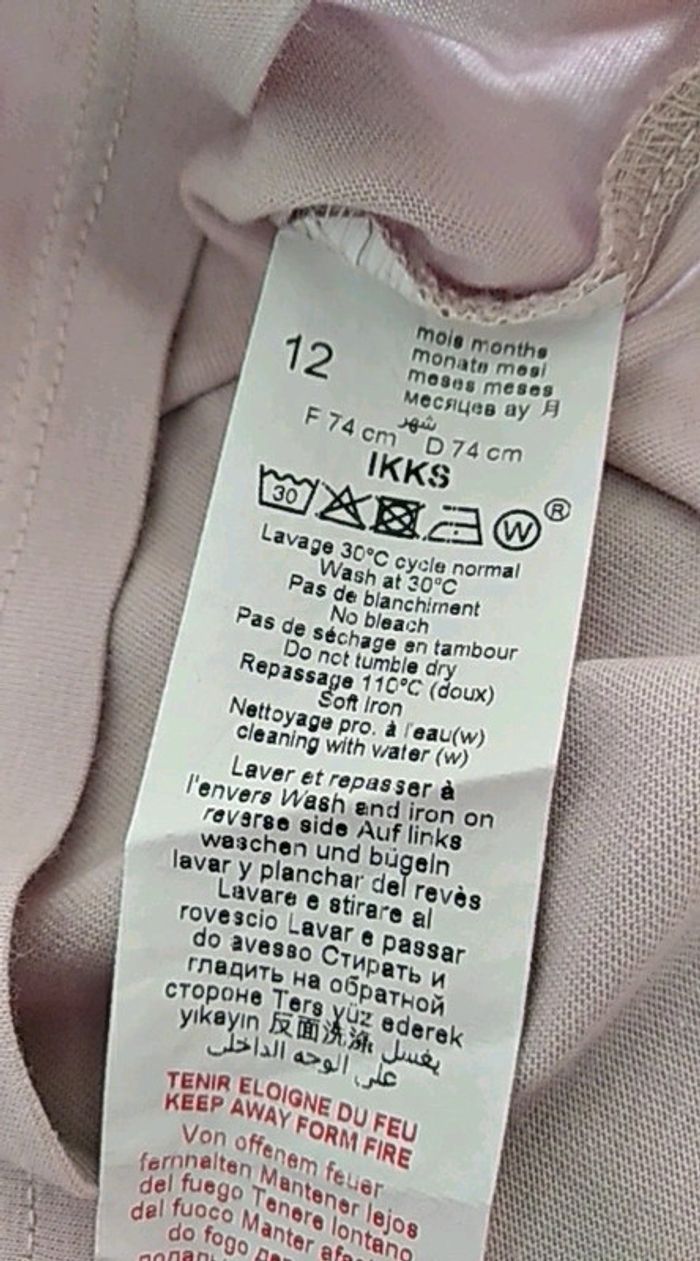 12
mois months
monate mesi
meses meses
месяцев ay 月
شهر
F 74 cm D 74 cm
IKKS
30 W ®
Lavage 30°C cycle normal
Wash at 30°C
Pas de blanchiment
No bleach
Pas de séchage en tambour
Do not tumble dry
Repassage 110°C (doux)
Soft Iron
Nettoyage pro. à l'eau(w)
cleaning with water (w)
Laver et repasser à
l'envers Wash and iron on
reverse side Auf links
waschen und bügeln
lavar y planchar del revès
Lavare e stirare al
rovescio Lavar e passar
do avesso Стирать и
гладить на обратной
стороне Ters yüz ederek
yıkayın 反面洗涤 يغسل
على الوجه الداخلى
TENIR ELOIGNE DU FEU
KEEP AWAY FORM FIRE
Von offenem feuer
fernnalten Mantener lejos
del fuego Tenere lontano
dal fuoco Manter
do fogo